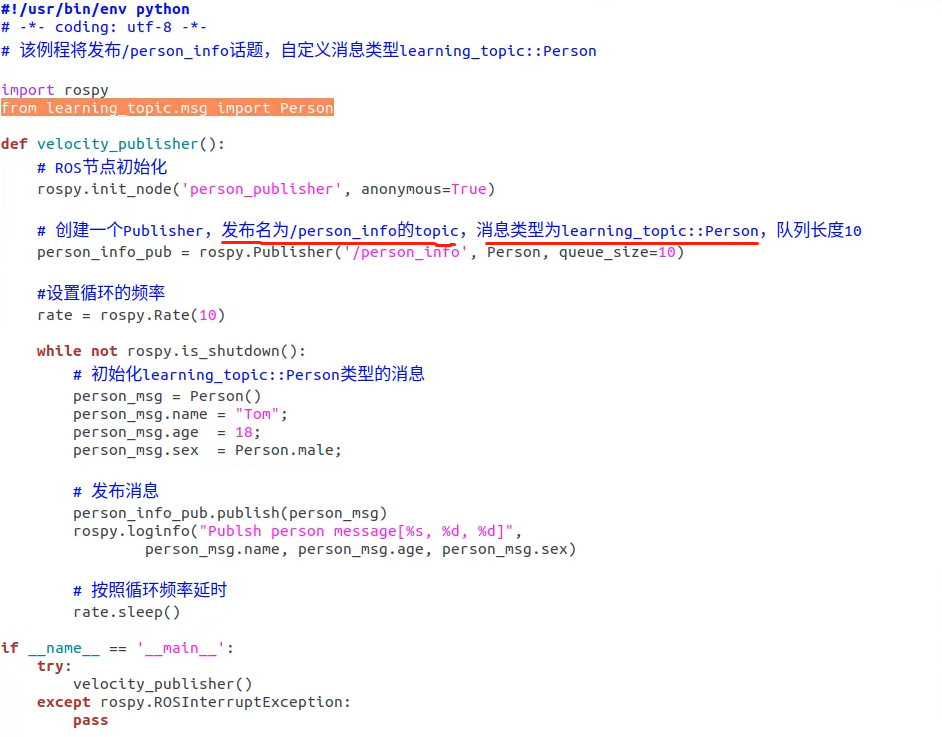 #!/usr/bin/env python
# -*- coding: utf-8 -*-
# 该例程将发布/person_info话题，自定义消息类型learning_topic::Person
import rospy
from learning_topic.msg import Person
def velocity_publisher():
# ROS节点初始化
rospy.init_node('person_publisher', anonymous=True)
# 创建一个Publisher，发布名为/person_info的topic，消息类型为learning_topic::Person，队列长度10
person_info_pub = rospy.Publisher('/person_info', Person, queue_size=10)
#设置循环的频率
rate = rospy.Rate(10)
while not rospy.is_shutdown():
# 初始化learning_topic::Person类型的消息
person_msg = Person()
person_msg.name = "Tom";
person_msg.age  = 18;
person_msg.sex  = Person.male;
# 发布消息
person_info_pub.publish(person_msg)
rospy.loginfo("Publsh person message[%s, %d, %d]",
person_msg.name, person_msg.age, person_msg.sex)
# 按照循环频率延时
rate.sleep()
if __name__ == '__main__':
try:
velocity_publisher()
except rospy.ROSInterruptException:
pass